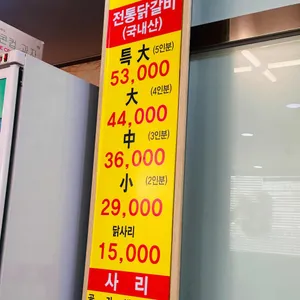 전통닭갈비
(국내산)
특大 (5인분)
53,000
大 (4인분)
44,000
中 (3인분)
36,000
小 (2인분)
29,000
닭사리
15,000
사리